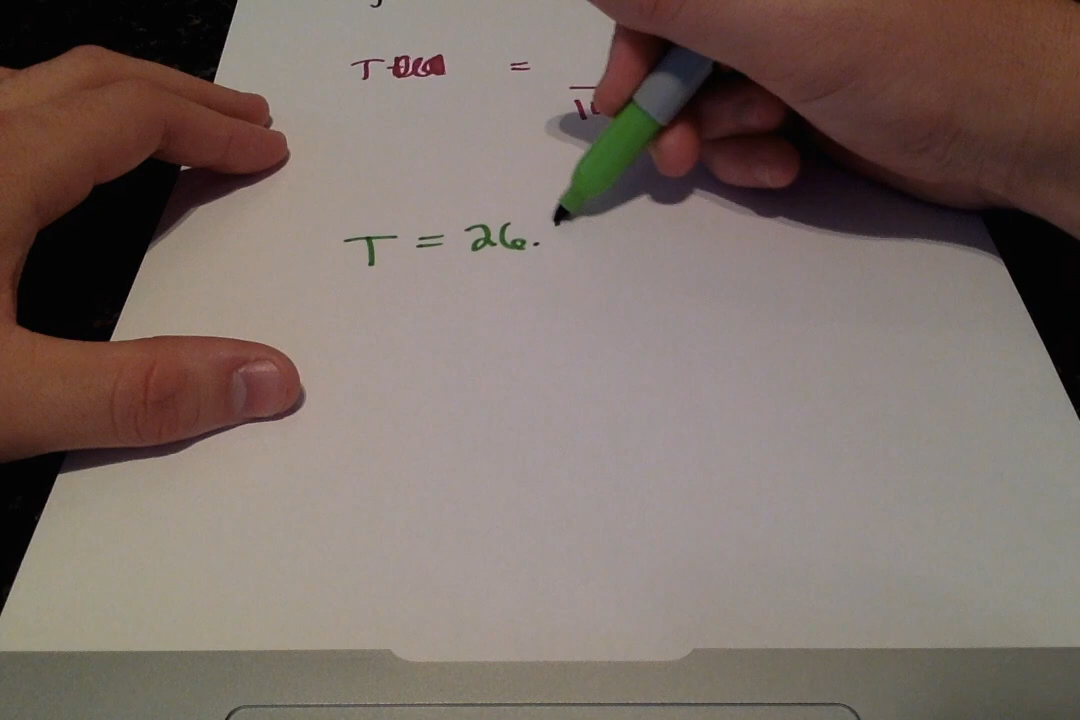 T =
T = 26.